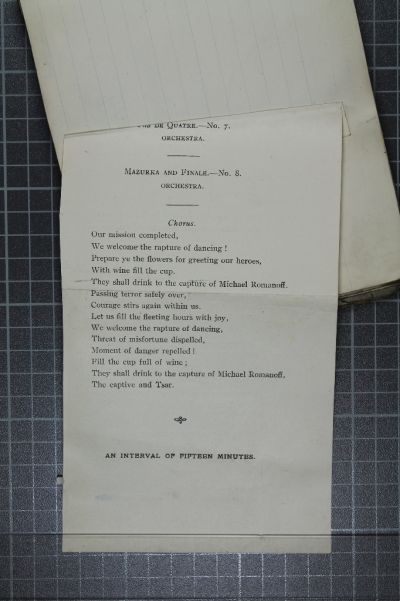 DE QUATRE.—No. 7.
ORCHESTRA.
MAZURKA AND FINALE.—No. 8.
ORCHESTRA.
Chorus.
Our mission completed,
We welcome the rapture of dancing!
Prepare ye the flowers for greeting our heroes,
With wine fill the cup.
They shall drink to the capture of Michael Romanoff.
Passing terror safely over,
Courage stirs again within us.
Let us fill the fleeting hours with joy,
We welcome the rapture of dancing,
Threat of misfortune dispelled,
Moment of danger repelled!
Fill the cup full of wine;
They shall drink to the capture of Michael Romanoff,
The captive and Tsar.
AN INTERVAL OF FIFTEEN MINUTES.